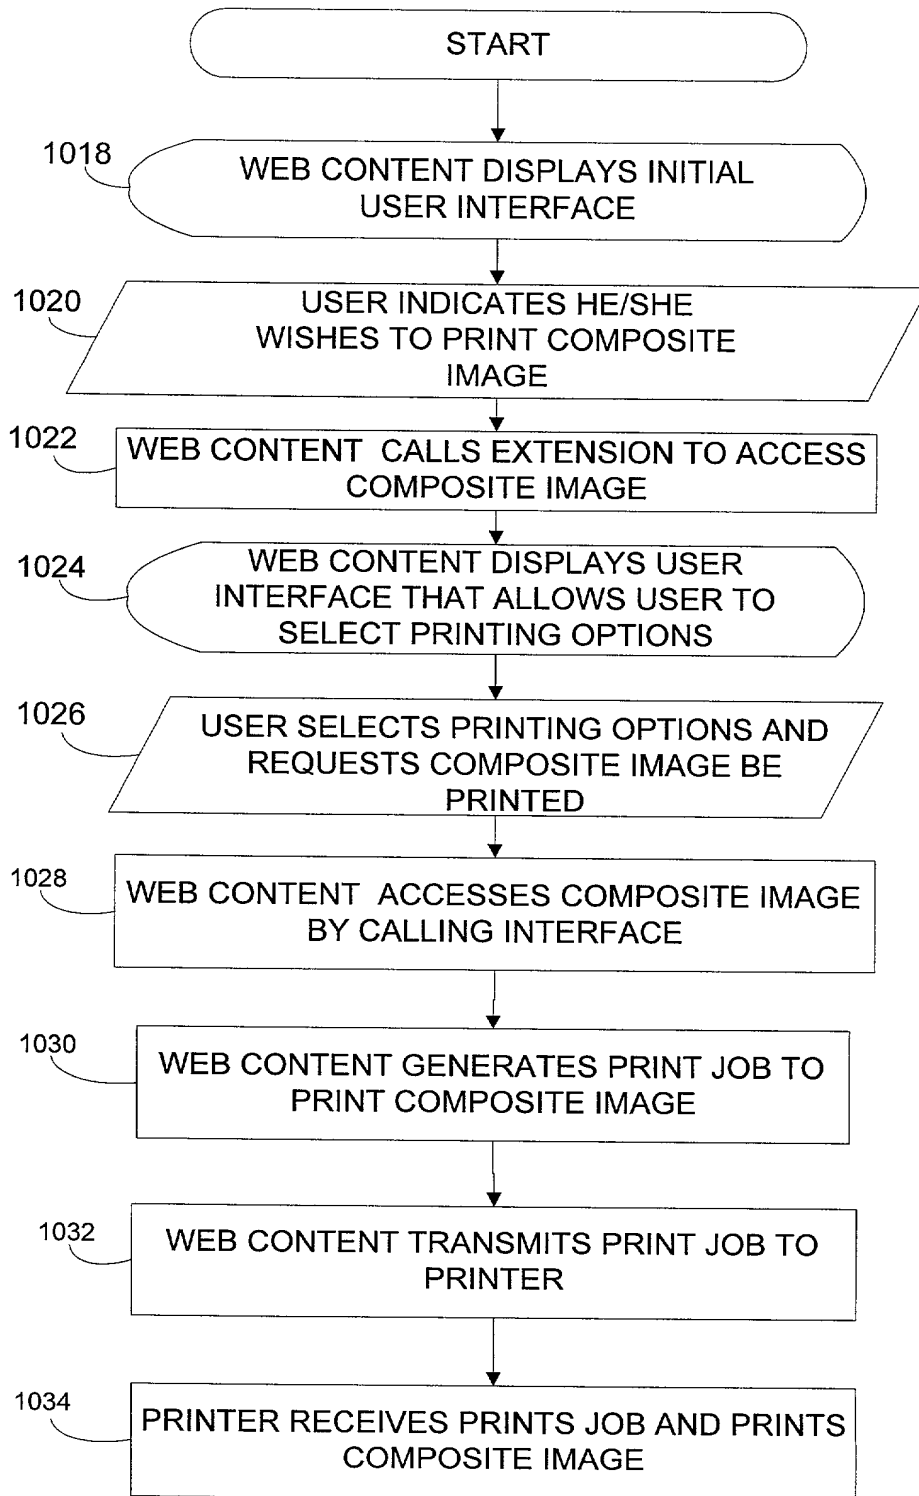 START
1018
WEB CONTENT DISPLAYS INITIAL
USER INTERFACE
1020
USER INDICATES HE/SHE
WISHES TO PRINT COMPOSITE
IMAGE
1022
WEB CONTENT CALLS EXTENSION TO ACCESS
COMPOSITE IMAGE
1024
WEB CONTENT DISPLAYS USER
INTERFACE THAT ALLOWS USER TO
SELECT PRINTING OPTIONS
1026
USER SELECTS PRINTING OPTIONS AND
REQUESTS COMPOSITE IMAGE BE
PRINTED
1028
WEB CONTENT ACCESSES COMPOSITE IMAGE
BY CALLING INTERFACE
1030
WEB CONTENT GENERATES PRINT JOB TO
PRINT COMPOSITE IMAGE
1032
WEB CONTENT TRANSMITS PRINT JOB TO
PRINTER
1034
PRINTER RECEIVES PRINTS JOB AND PRINTS
COMPOSITE IMAGE